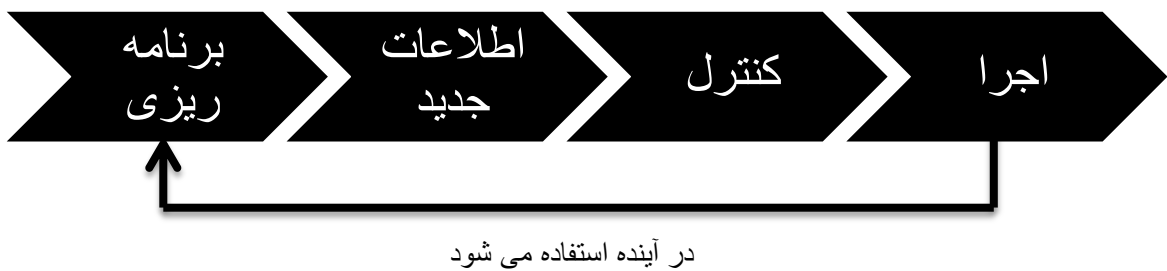 برنامه
ریزی
اطلاعات
جدید
کنترل
اجرا
در آینده استفاده می شود